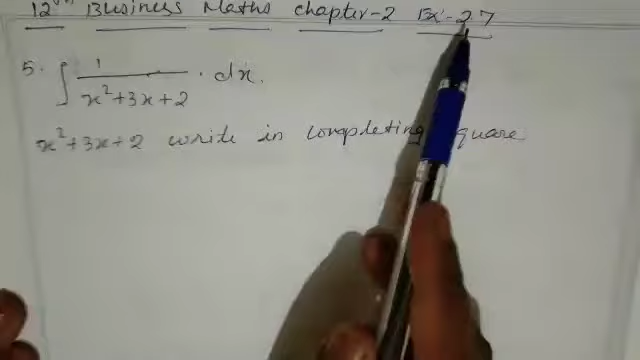 12th Business Maths chapter-2 Ex-2.7
5. ∫ 1/(x²+3x+2) . dx.
x²+3x+2 write in completing square